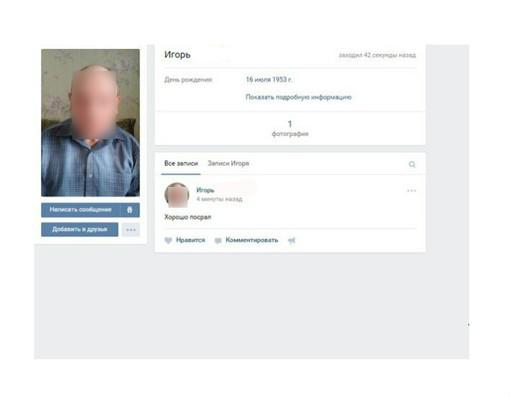 Игорь
заходил 42 секунды назад
День рождения:
16 июля 1953 г.
Показать подробную информацию
1
фотография
Написать сообщение
Добавить в друзья
Все записи
Записи Игоря
Игорь
4 минуты назад
Хорошо посрал
Нравится
Комментировать